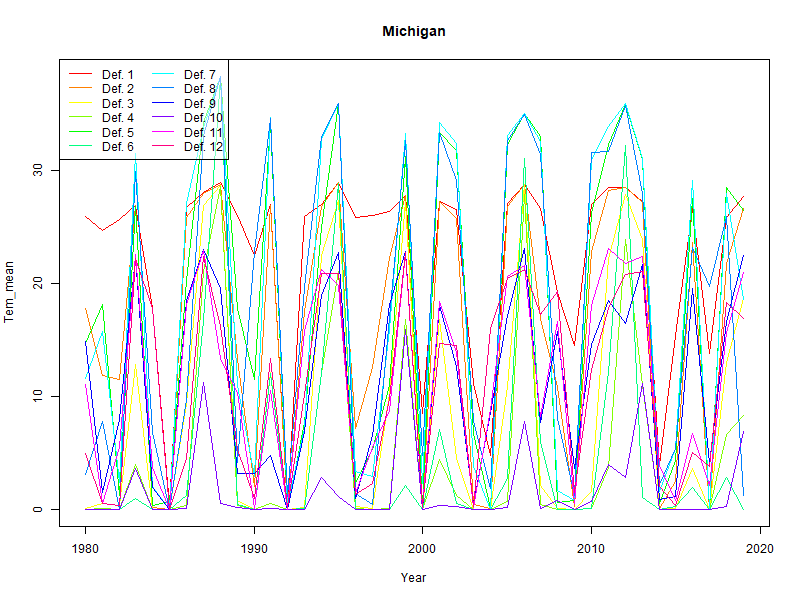 Michigan
Def. 1 Def. 7
Def. 2 Def. 8
Def. 3 Def. 9
Def. 4 Def. 10
Def. 5 Def. 11
Def. 6 Def. 12
Tem_mean
0 10 20 30
1980 1990 2000 2010 2020
Year